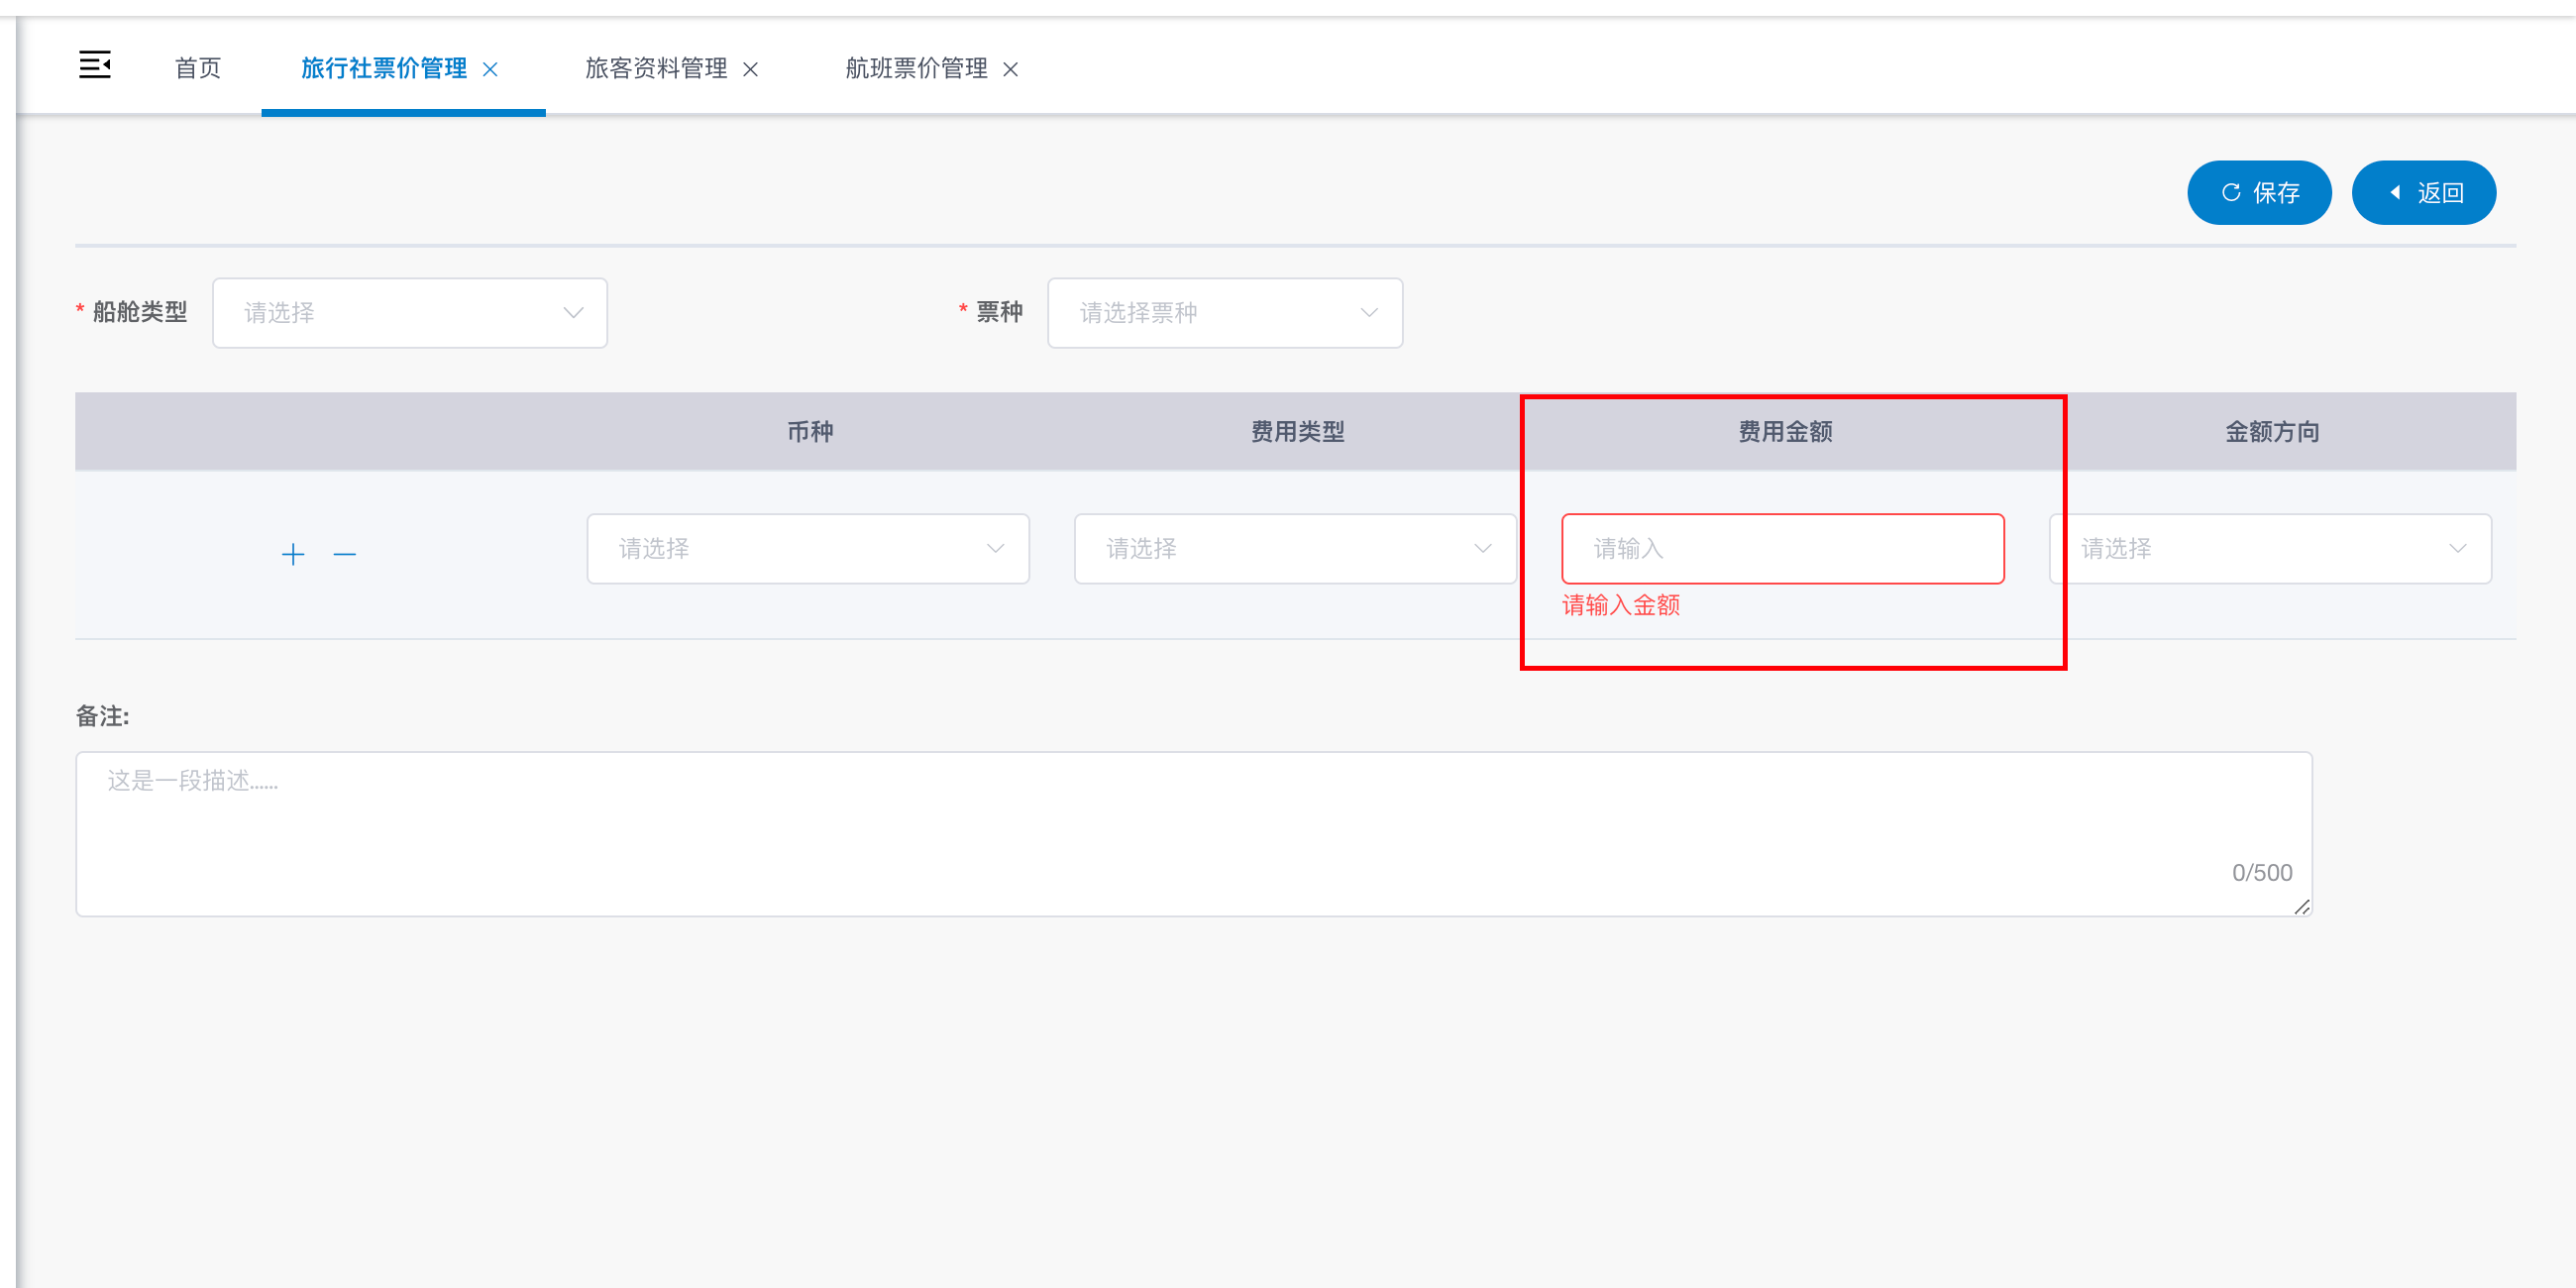 首页 旅行社票价管理 旅客资料管理 航班票价管理
保存 返回
* 船舱类型 请选择 * 票种 请选择票种
币种 费用类型 费用金额 金额方向
请选择 请选择 请输入 请选择
请输入金额
备注:
这是一段描述......
0/500